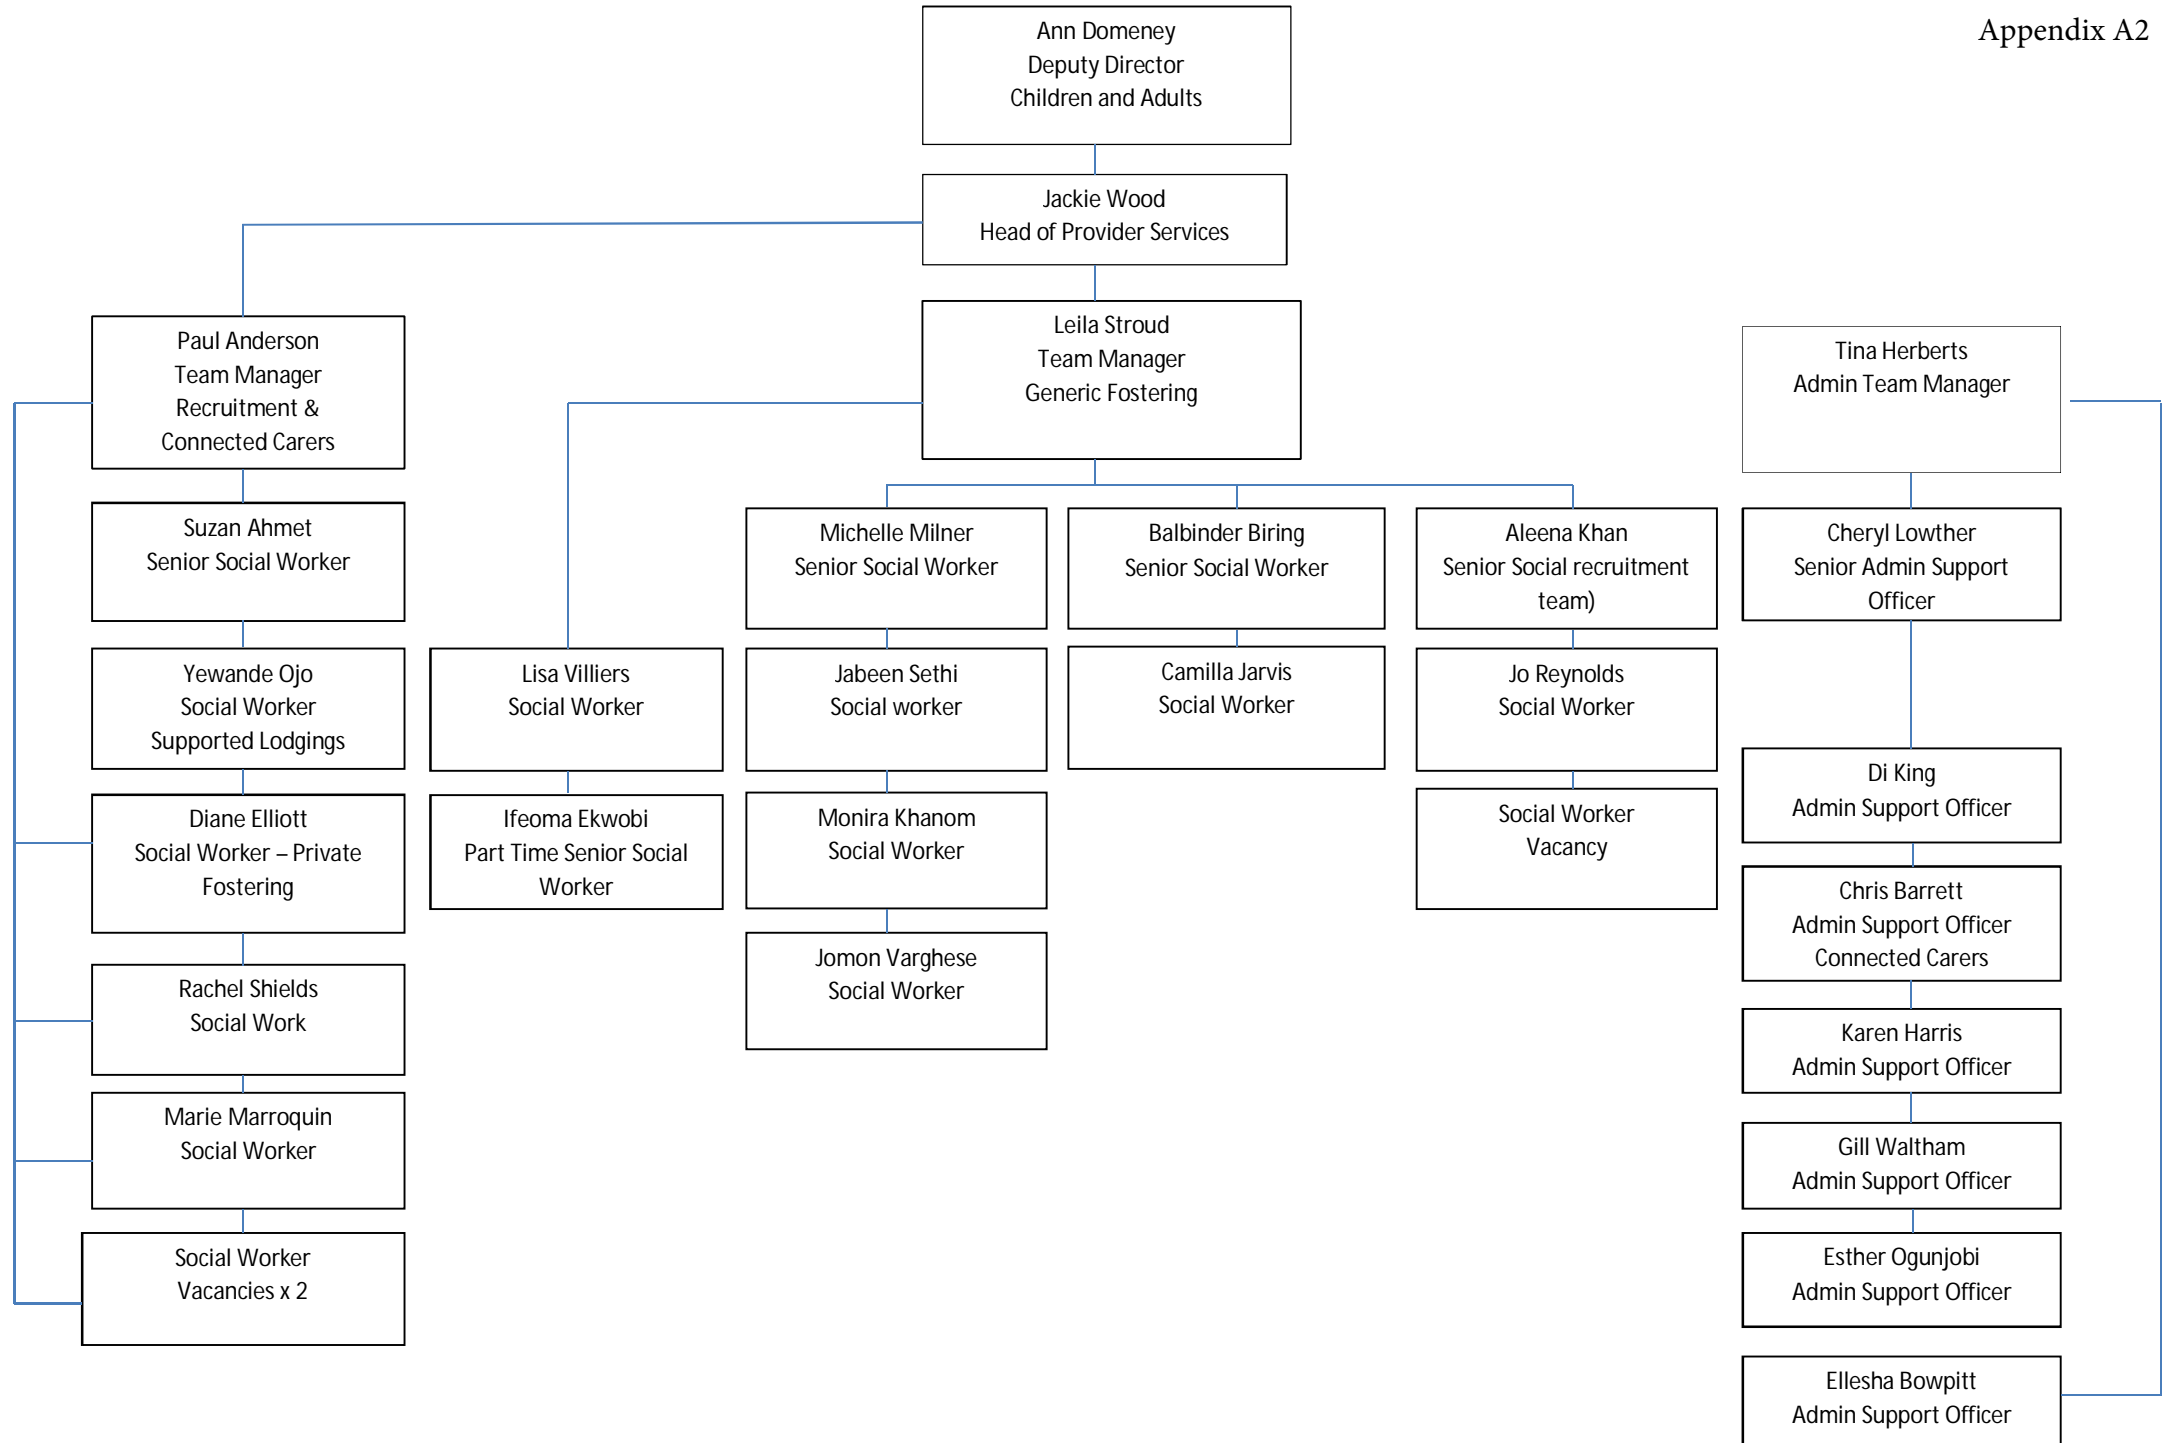 Appendix A2
Ann Domeney
Deputy Director
Children and Adults
Jackie Wood
Head of Provider Services
Paul Anderson
Team Manager
Recruitment &
Connected Carers
Suzan Ahmet
Senior Social Worker
Yewande Ojo
Social Worker
Supported Lodgings
Diane Elliott
Social Worker – Private
Fostering
Rachel Shields
Social Work
Marie Marroquin
Social Worker
Social Worker
Vacancies x 2
Leila Stroud
Team Manager
Generic Fostering
Lisa Villiers
Social Worker
Ifeoma Ekwobi
Part Time Senior Social
Worker
Michelle Milner
Senior Social Worker
Jabeen Sethi
Social worker
Monira Khanom
Social Worker
Jomon Varghese
Social Worker
Balbinder Biring
Senior Social Worker
Camilla Jarvis
Social Worker
Aleena Khan
Senior Social recruitment
team)
Jo Reynolds
Social Worker
Social Worker
Vacancy
Tina Herberts
Admin Team Manager
Cheryl Lowther
Senior Admin Support
Officer
Di King
Admin Support Officer
Chris Barrett
Admin Support Officer
Connected Carers
Karen Harris
Admin Support Officer
Gill Waltham
Admin Support Officer
Esther Ogunjobi
Admin Support Officer
Ellesha Bowpitt
Admin Support Officer